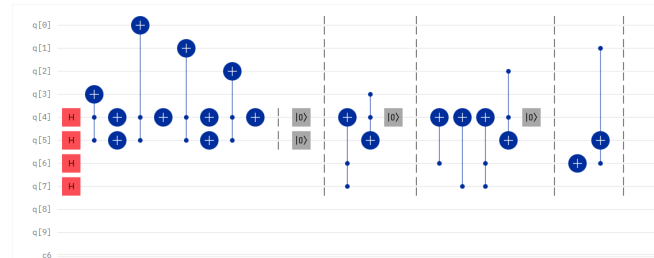 q[0]
q[1]
q[2]
q[3]
q[4] H |0⟩ |0⟩ |0⟩
q[5] H |0⟩
q[6] H
q[7] H
q[8]
q[9]
c6